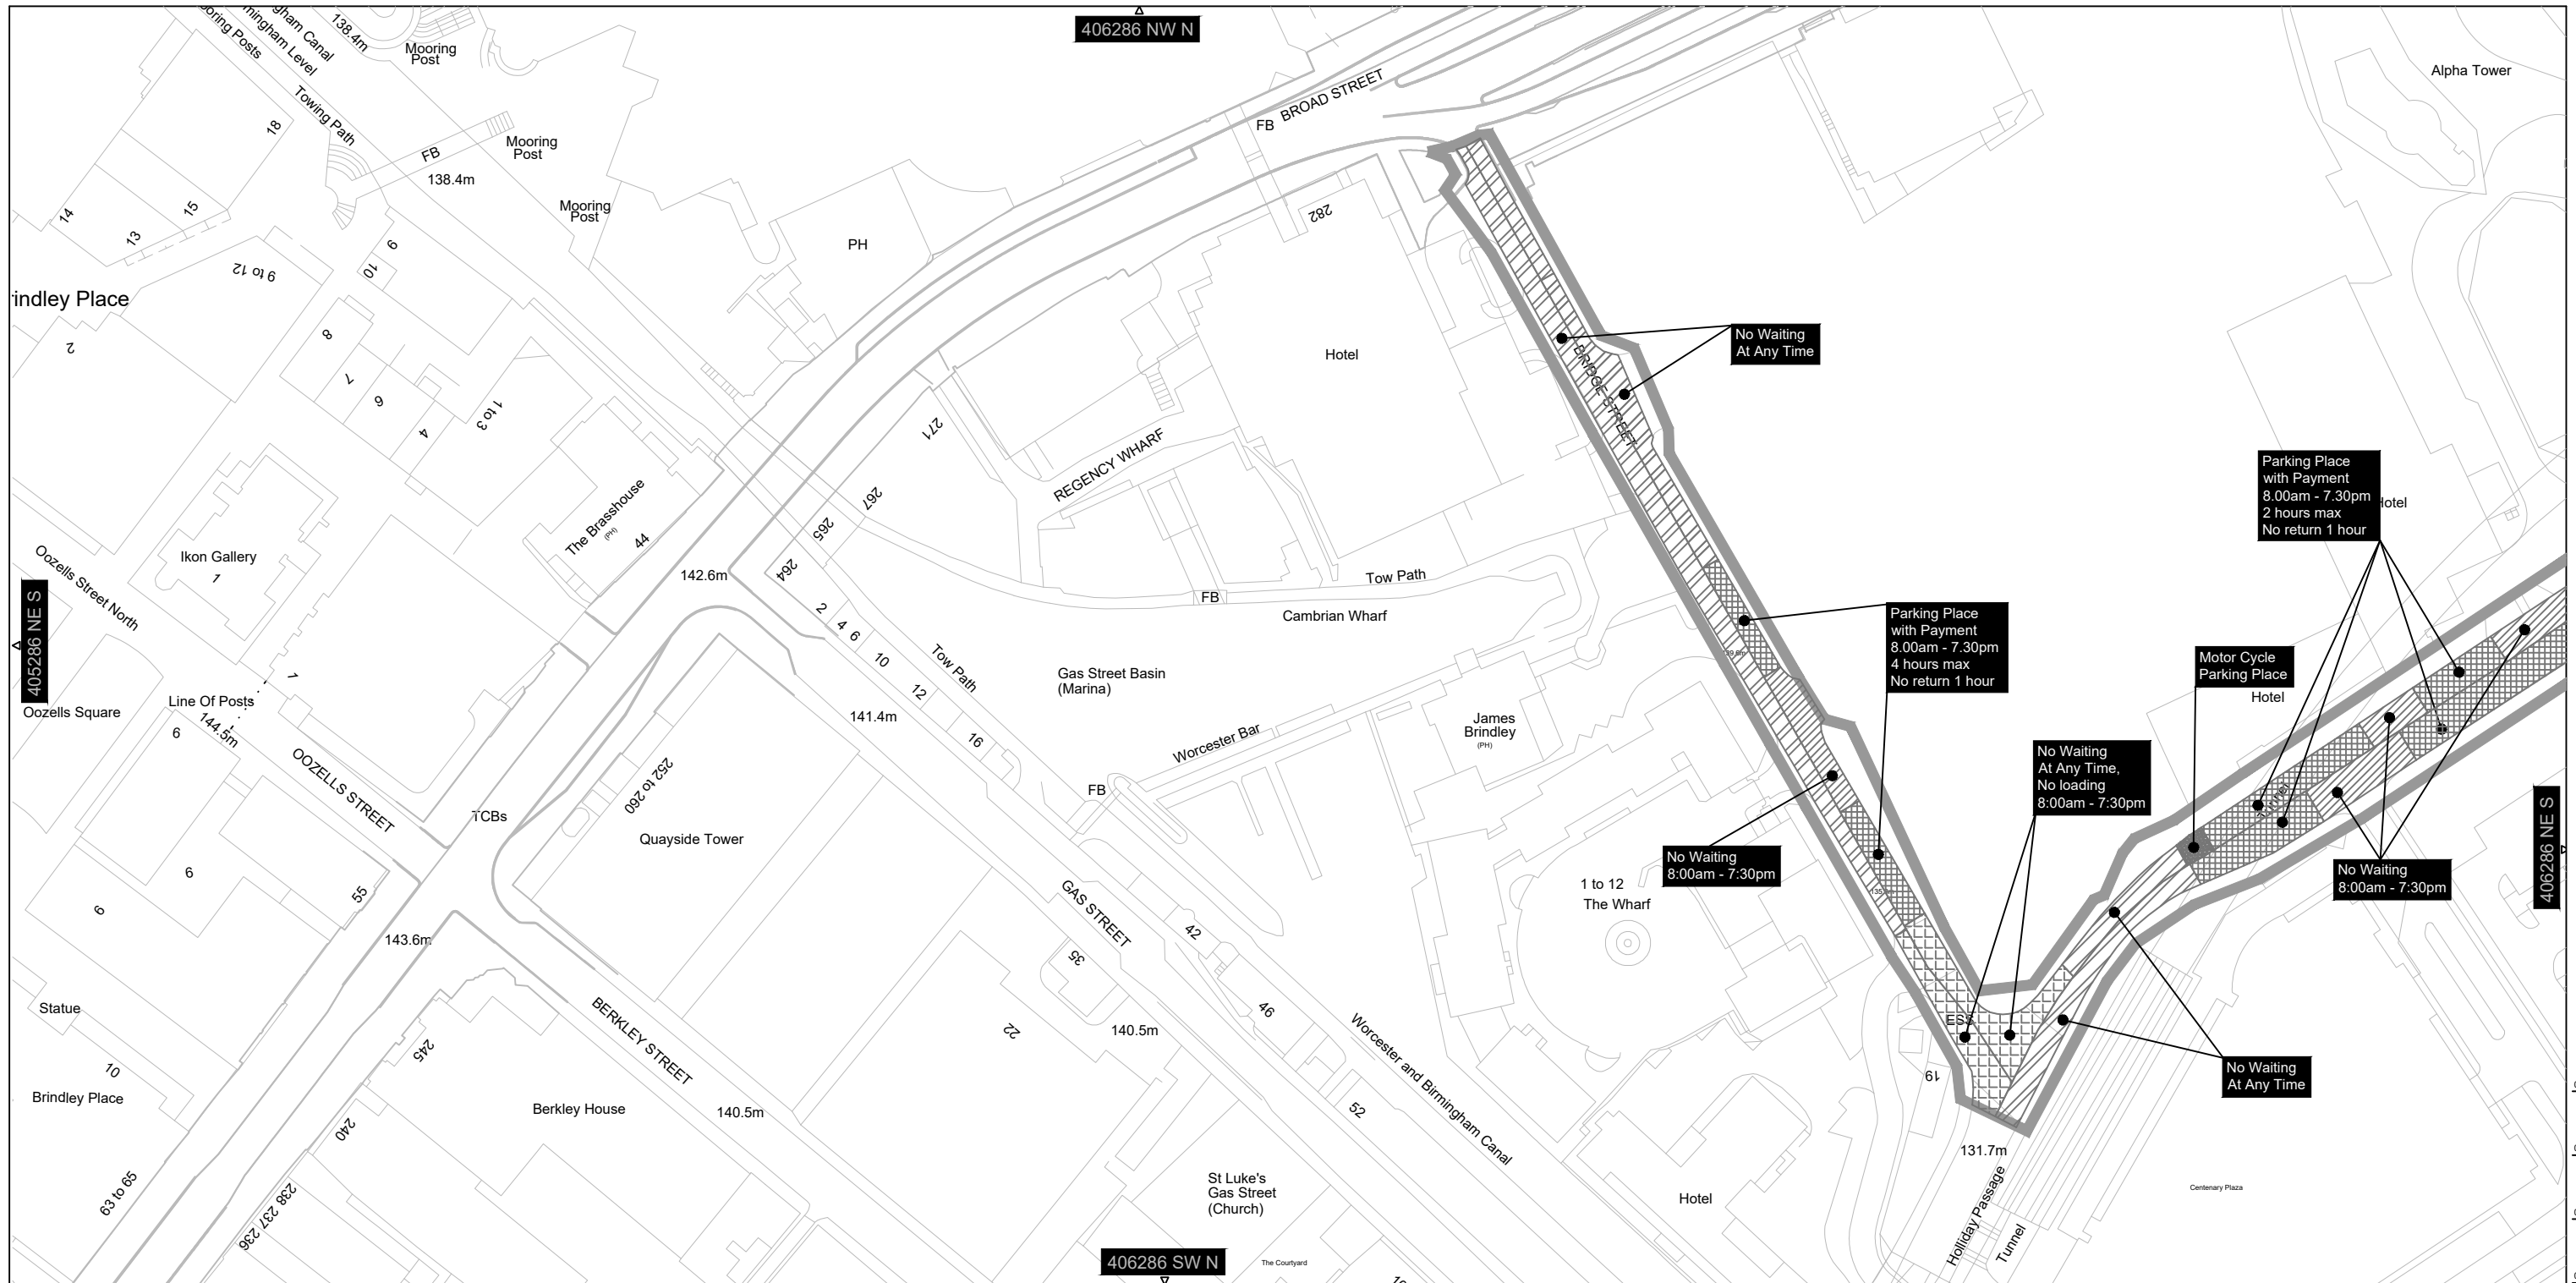 406286 NW N
gham Canal
mingham Level
ooring Posts
Towing Path
138.4m
Mooring
Post
18
FB
138.4m
Mooring
Post
Mooring
Post
14
13
15
9 to 12
9
10
rindley Place
2
8
7
6
4
1 to 3
PH
BROAD STREET
FB
282
Hotel
Alpha Tower
No Waiting
At Any Time
BRIDGE STREET
271
REGENCY WHARF
267
265
264
The Brasshouse
(PH)
44
142.6m
Ikon Gallery
1
Oozells Street North
405286 NE S
Oozells Square
Line Of Posts
1
144.5m
6
OOZELLS STREET
2
4
6
10
12
16
Tow Path
141.4m
FB
Tow Path
Cambrian Wharf
Gas Street Basin
(Marina)
Worcester Bar
FB
James
Brindley
(PH)
Parking Place
with Payment
8.00am - 7.30pm
4 hours max
No return 1 hour
Parking Place
with Payment
8.00am - 7.30pm
2 hours max
No return 1 hour
Hotel
Motor Cycle
Parking Place
Hotel
No Waiting
At Any Time,
No loading
8:00am - 7:30pm
No Waiting
8:00am - 7:30pm
No Waiting
8:00am - 7:30pm
406286 NE S
TCBs
252 to 260
Quayside Tower
6
9
55
143.6m
GAS STREET
42
35
46
22
140.5m
1 to 12
The Wharf
Statue
10
Brindley Place
245
240
BERKLEY STREET
Berkley House
140.5m
52
Worcester and Birmingham Canal
ESS
19
No Waiting
At Any Time
131.7m
Holliday Passage
Tunnel
Centenary Plaza
59 to 69
238
237
236
St Luke's
Gas Street
(Church)
Hotel
The Courtyard
406286 SW N